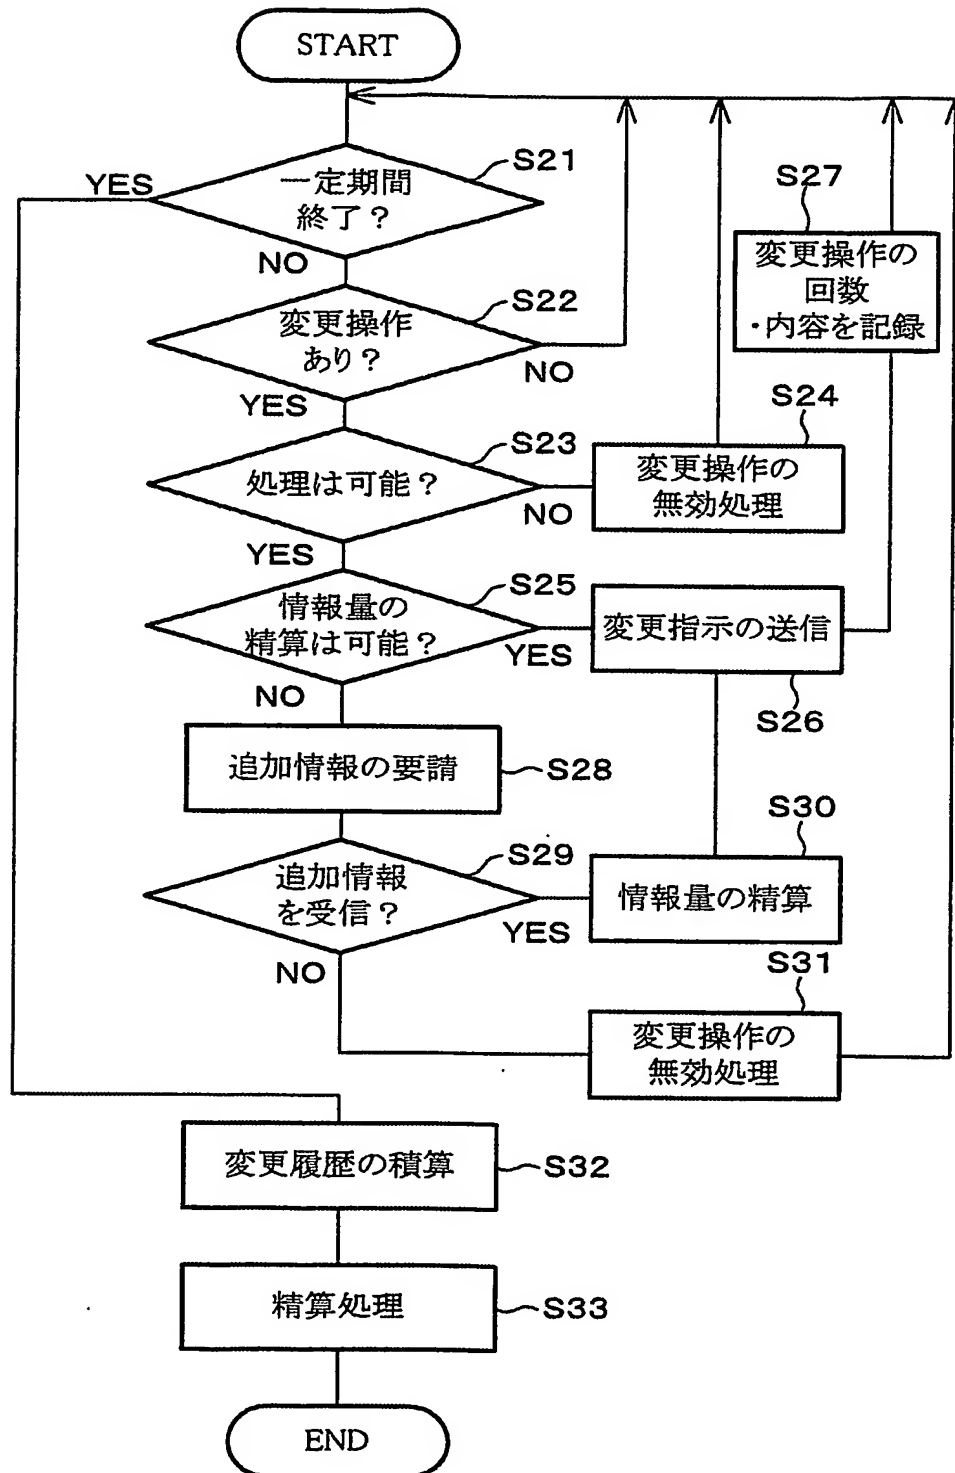 START
S21
YES
一定期間
終了？
S27
NO
変更操作の
回数
・内容を記録
S22
変更操作
あり？
NO
YES
S24
S23
処理は可能？
変更操作の
無効処理
NO
YES
S25
情報量の
精算は可能？
変更指示の送信
YES
NO
S26
追加情報の要請
S28
S30
S29
追加情報
を受信？
情報量の精算
YES
NO
S31
変更操作の
無効処理
変更履歴の積算
S32
精算処理
S33
END